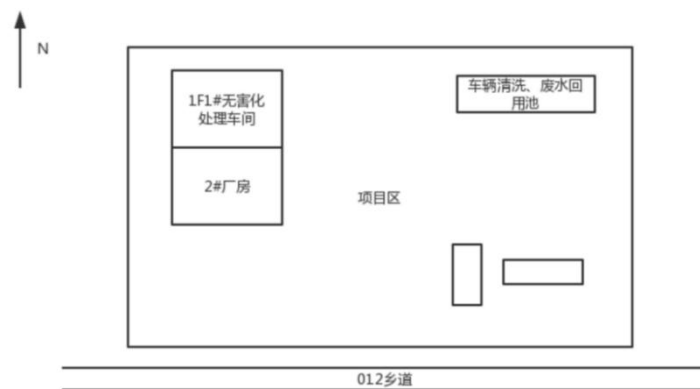 N
1F1#无害化
处理车间
车辆清洗、废水回
用池
2#厂房
项目区
012乡道